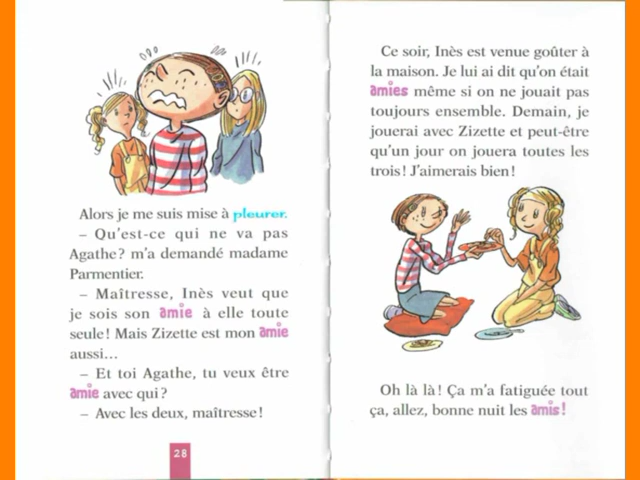 Alors je me suis mise à pleurer.
– Qu'est-ce qui ne va pas
Agathe? m'a demandé madame
Parmentier.
– Maîtresse, Inès veut que
je sois son amie à elle toute
seule! Mais Zizette est mon amie
aussi...
– Et toi Agathe, tu veux être
amie avec qui?
– Avec les deux, maîtresse!
28
Ce soir, Inès est venue goûter à
la maison. Je lui ai dit qu'on était
amies même si on ne jouait pas
toujours ensemble. Demain, je
jouerai avec Zizette et peut-être
qu'un jour on jouera toutes les
trois! J'aimerais bien!
Oh là là! Ça m'a fatiguée tout
ça, allez, bonne nuit les amis!